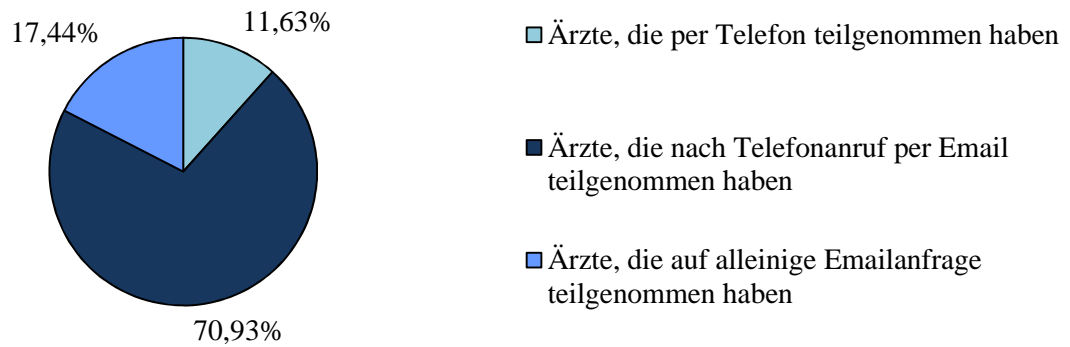 17,44%
11,63%
70,93%
Ärzte, die per Telefon teilgenommen haben
Ärzte, die nach Telefonanruf per Email
teilgenommen haben
Ärzte, die auf alleinige Emailanfrage
teilgenommen haben